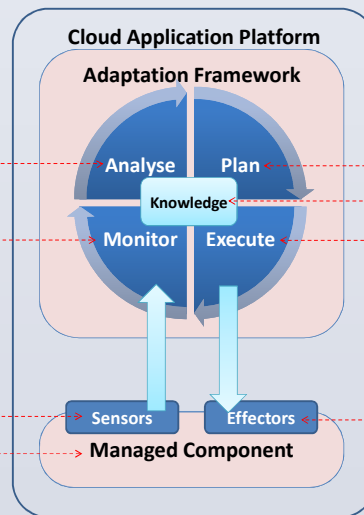 Cloud Application Platform
Adaptation Framework
Analyse
Plan
Knowledge
Monitor
Execute
Sensors
Effectors
Managed Component